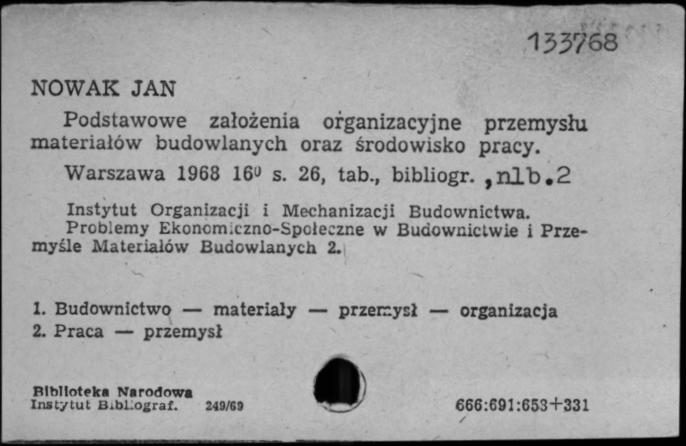 133768
NOWAK JAN
Podstawowe założenia organizacyjne przemysłu
materiałów budowlanych oraz środowisko pracy.
Warszawa 1968 16⁰ s. 26, tab., bibliogr. ,nlb.2
Instytut Organizacji i Mechanizacji Budownictwa.
Problemy Ekonomiczno-Społeczne w Budownictwie i Prze-
myśle Materiałów Budowlanych 2.
1. Budownictwo — materiały — przemysł — organizacja
2. Praca — przemysł
Biblioteka Narodowa
Instytut Bibliograf. 249/69 666:691:653+331